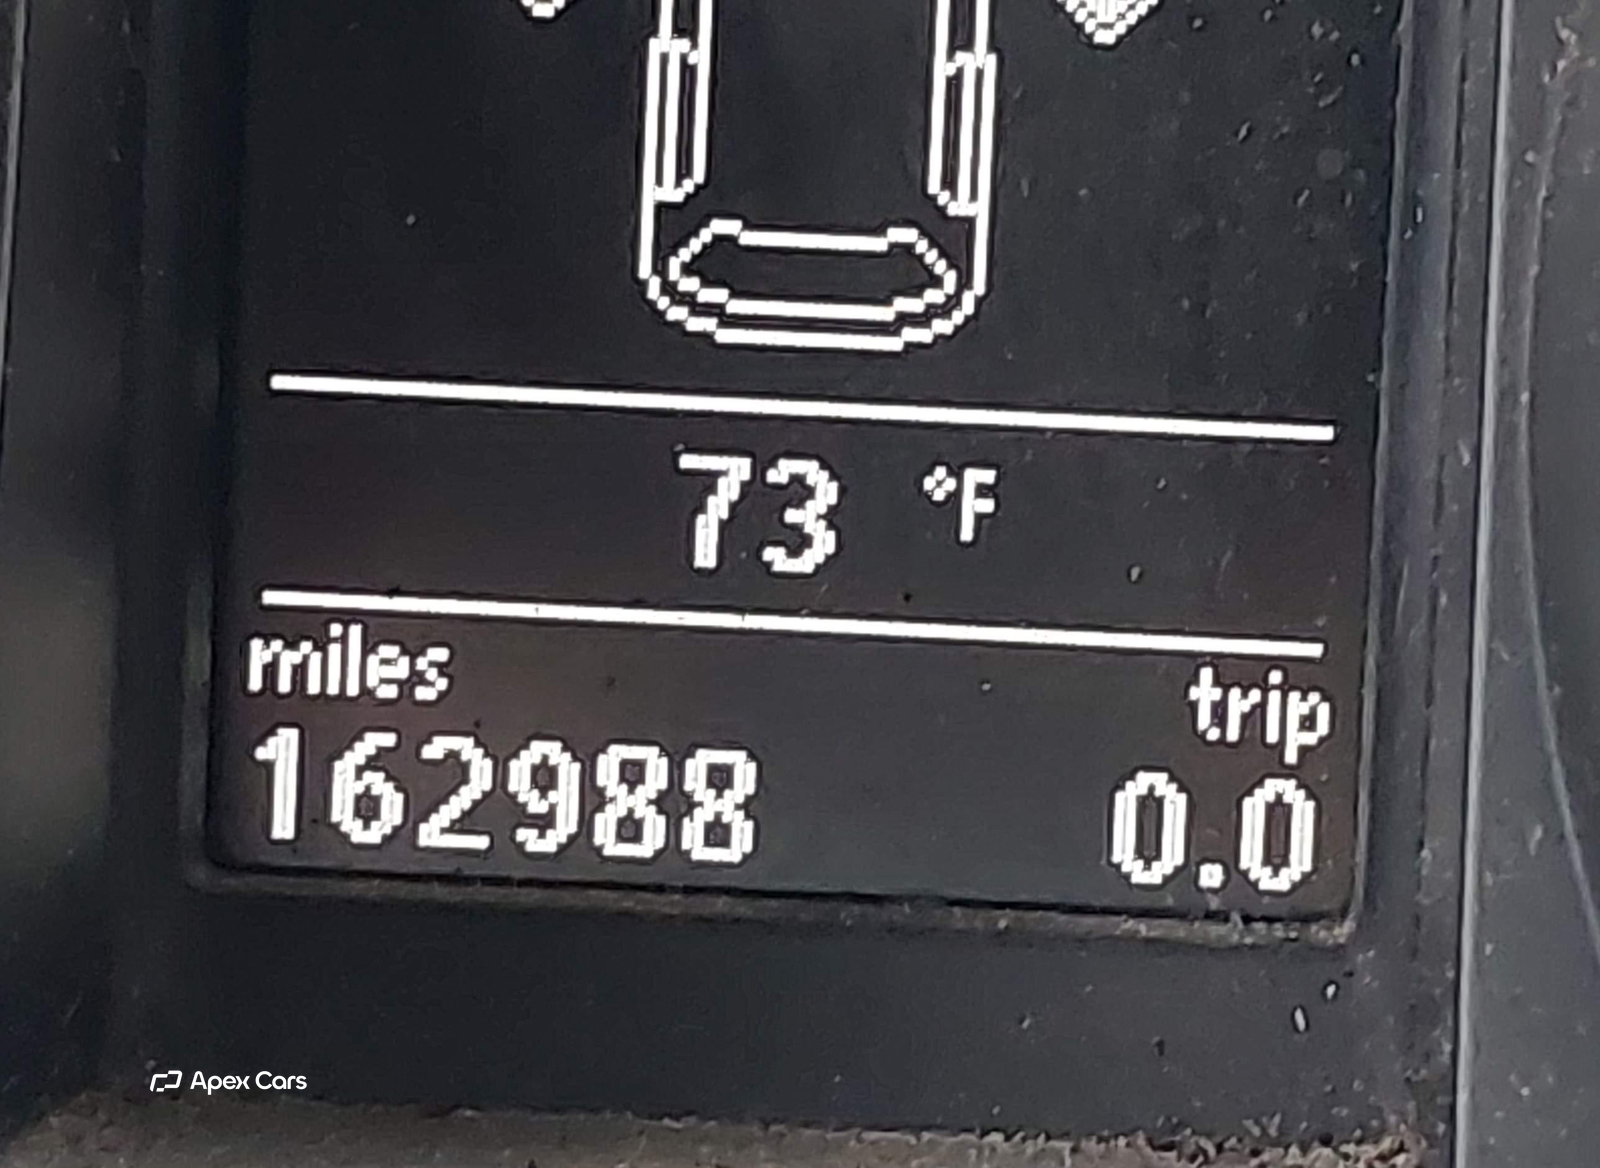 73 °F
miles trip
162988 0.0
Apex Cars